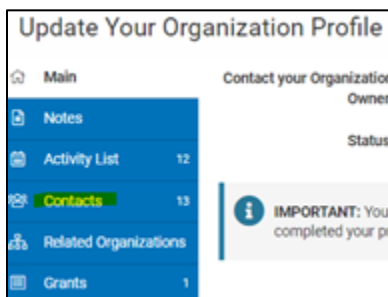 Update Your Organization Profile
Main
Contact your Organization
Owner
Status
Notes
Activity List 12
Contacts 13
Related Organizations
Grants 1
IMPORTANT: You
completed your pr